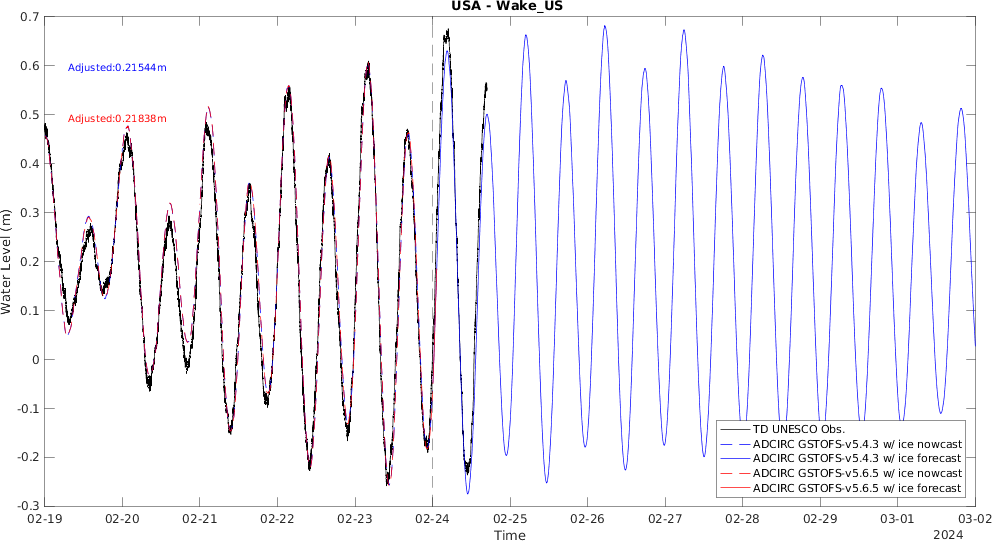 USA - Wake_US
0.7
0.6
0.5
0.4
0.3
0.2
0.1
0
-0.1
-0.2
-0.3
Water Level (m)
Adjusted:0.21544m
Adjusted:0.21838m
TD UNESCO Obs.
ADCIRC GSTOFS-v5.4.3 w/ ice nowcast
ADCIRC GSTOFS-v5.4.3 w/ ice forecast
ADCIRC GSTOFS-v5.6.5 w/ ice nowcast
ADCIRC GSTOFS-v5.6.5 w/ ice forecast
02-19 02-20 02-21 02-22 02-23 02-24 02-25 02-26 02-27 02-28 02-29 03-01 03-02
Time
2024